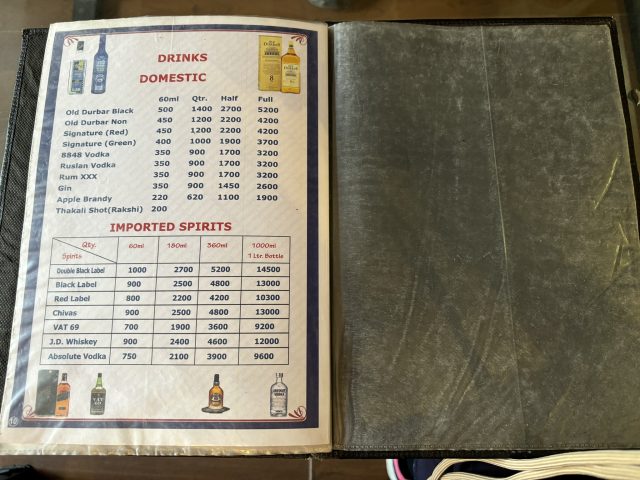 DRINKS
DOMESTIC
60ml Qtr. Half Full
Old Durbar Black 500 1400 2700 5200
Old Durbar Non 450 1200 2200 4200
Signature (Red) 450 1200 2200 4200
Signature (Green) 400 1000 1900 3700
8848 Vodka 350 900 1700 3200
Ruslan Vodka 350 900 1700 3200
Rum XXX 350 900 1700 3200
Gin 350 900 1450 2600
Apple Brandy 220 620 1100 1900
Thakali Shot(Rakshi) 200
IMPORTED SPIRITS
Qty. Spirits 60ml 180ml 360ml 1000ml
1 Ltr. Bottle
Double Black Label 1000 2700 5200 14500
Black Label 900 2500 4800 13000
Red Label 800 2200 4200 10300
Chivas 900 2500 4800 13000
VAT 69 700 1900 3600 9200
J.D. Whiskey 900 2400 4600 12000
Absolute Vodka 750 2100 3900 9600